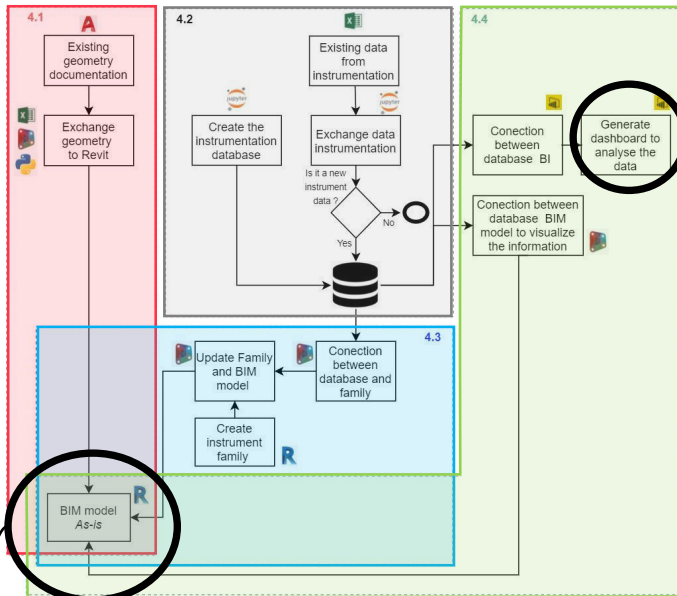 4.1
Existing
geometry
documentation
Exchange
geometry
to Revit
4.2
Existing data
from
instrumentation
jupyter
Create the
instrumentation
database
jupyter
Exchange data
instrumentation
Is it a new
instrument
data ?
No
Yes
4.4
Conection
between
database BI
Generate
dashboard to
analyse the
data
Conection between
database BIM
model to visualize
the information
4.3
Update Family
and BIM
model
Conection
between
database and
family
Create
instrument
family
R
R
BIM model
As-is